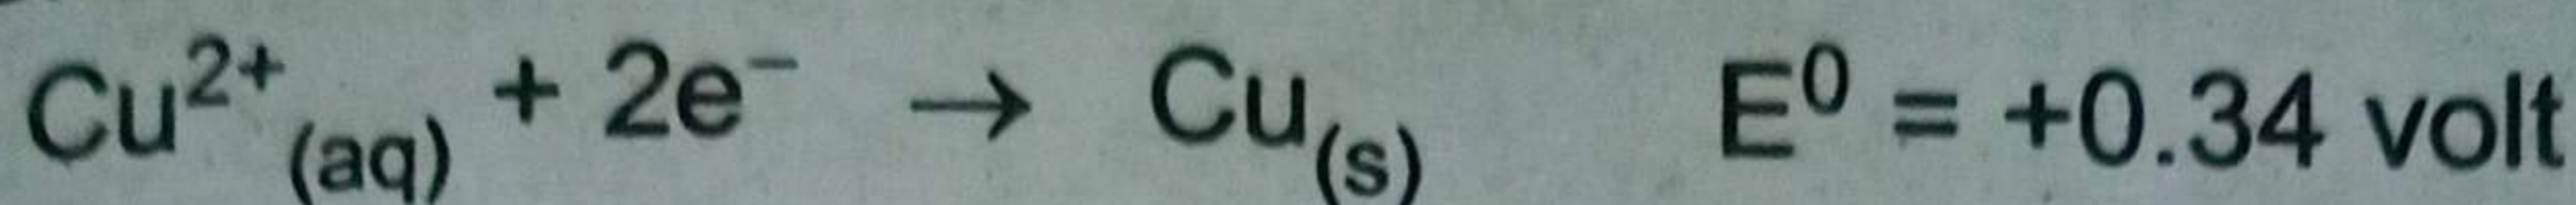 Cu²⁺(aq) + 2e⁻ → Cu(s) E⁰ = +0.34 volt